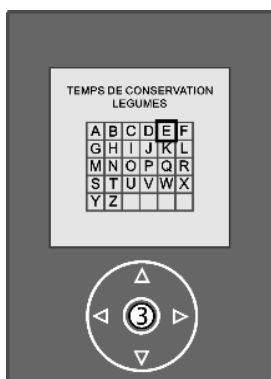 TEMPS DE CONSERVATION
LEGUMES
A B C D E F
G H I J K L
M N O P Q R
S T U V W X
Y Z
3